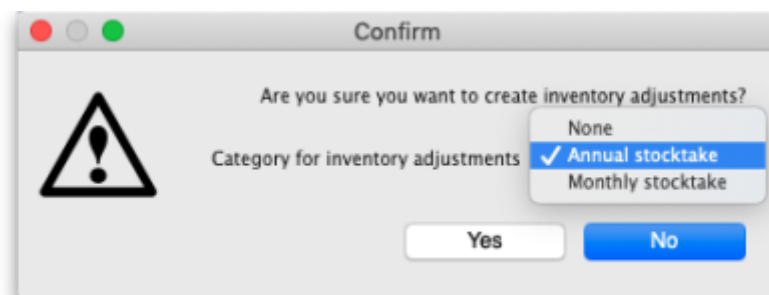 Confirm
Are you sure you want to create inventory adjustments?
None
Category for inventory adjustments ✓ Annual stocktake
Monthly stocktake
Yes No